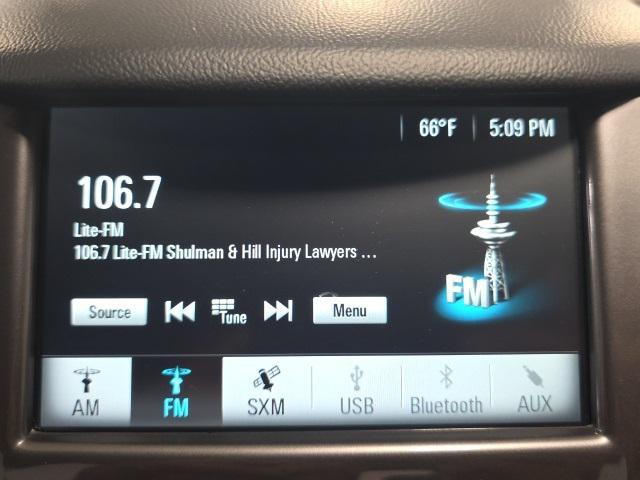 66°F 5:09 PM
106.7
Lite-FM
106.7 Lite-FM Shulman & Hill Injury Lawyers ...
FM
Source Tune Menu
AM FM SXM USB Bluetooth AUX